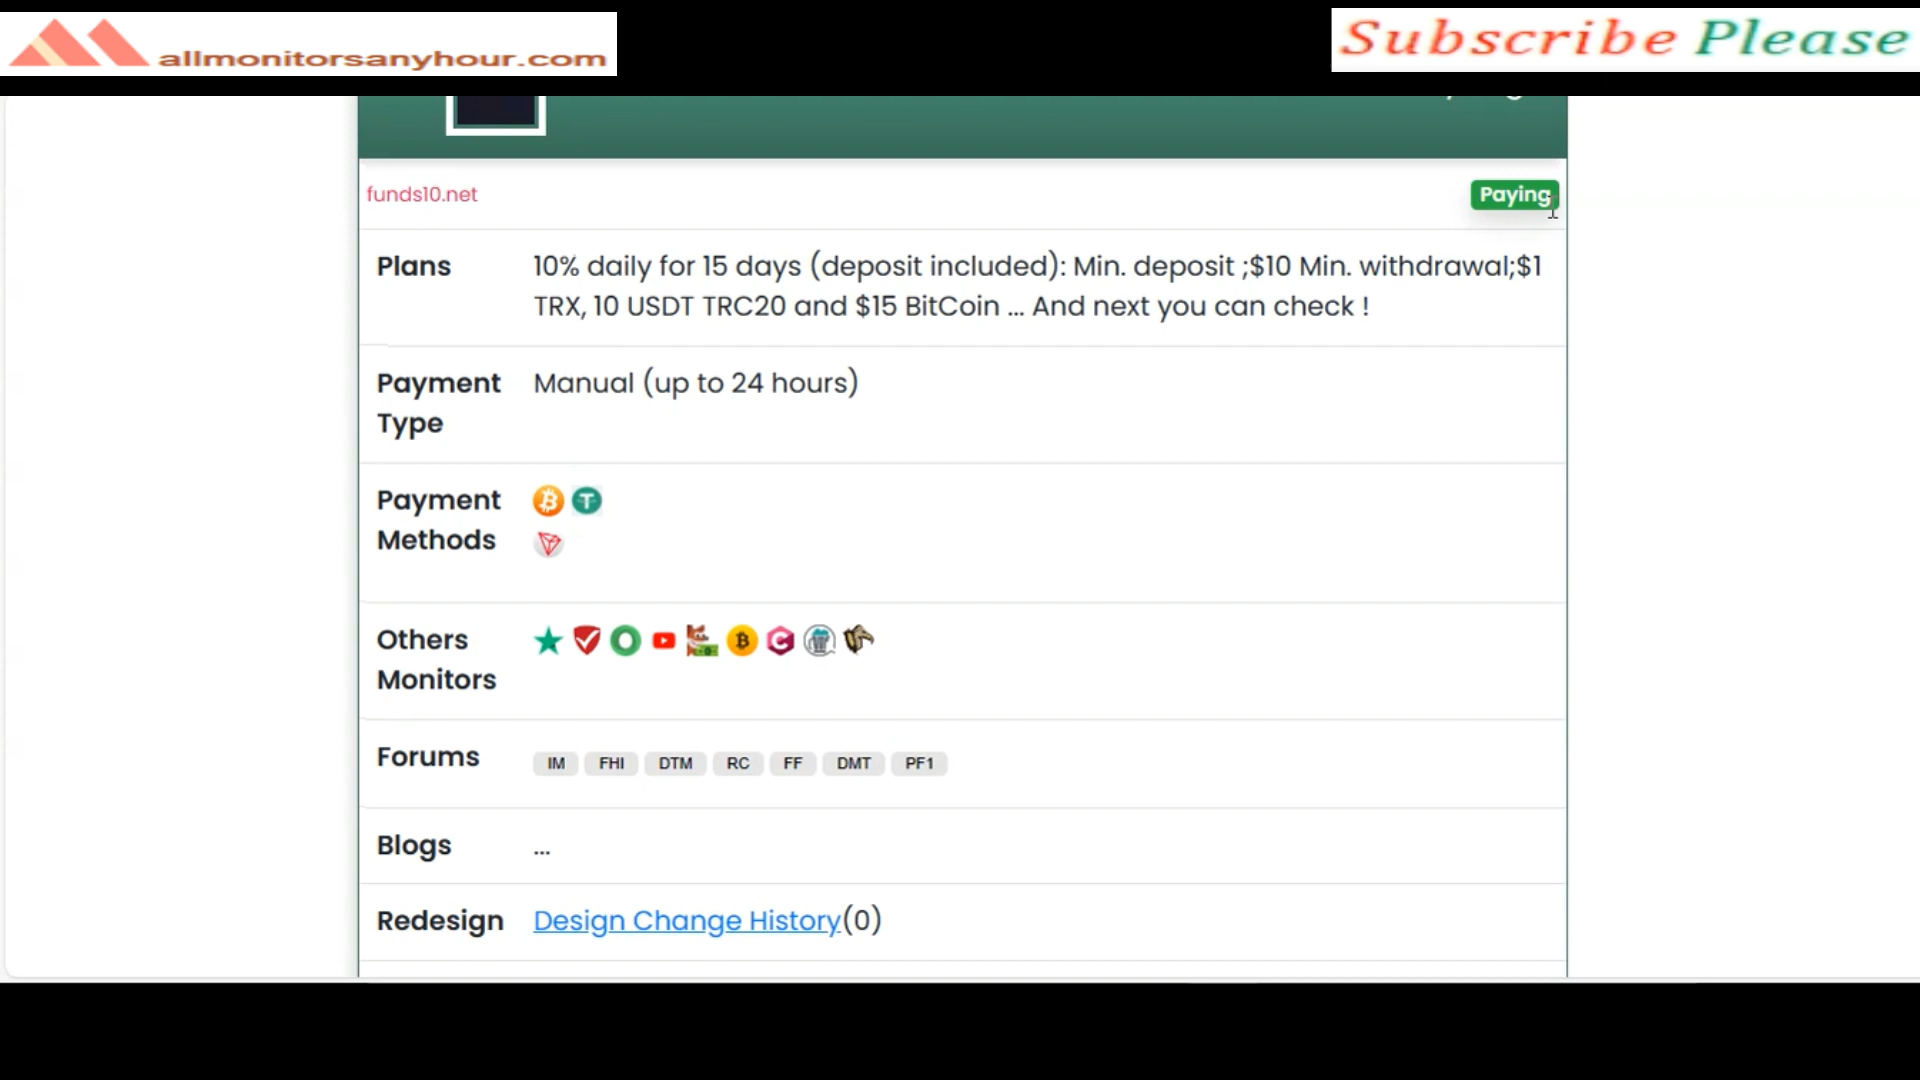 allmonitorsanyhour.com
Subscribe Please
funds10.net
Paying
Plans
10% daily for 15 days (deposit included): Min. deposit ;$10 Min. withdrawal;$1
TRX, 10 USDT TRC20 and $15 BitCoin ... And next you can check !
Payment
Type
Manual (up to 24 hours)
Payment
Methods
Others
Monitors
Forums
IM FHI DTM RC FF DMT PF1
Blogs
...
Redesign
Design Change History(0)